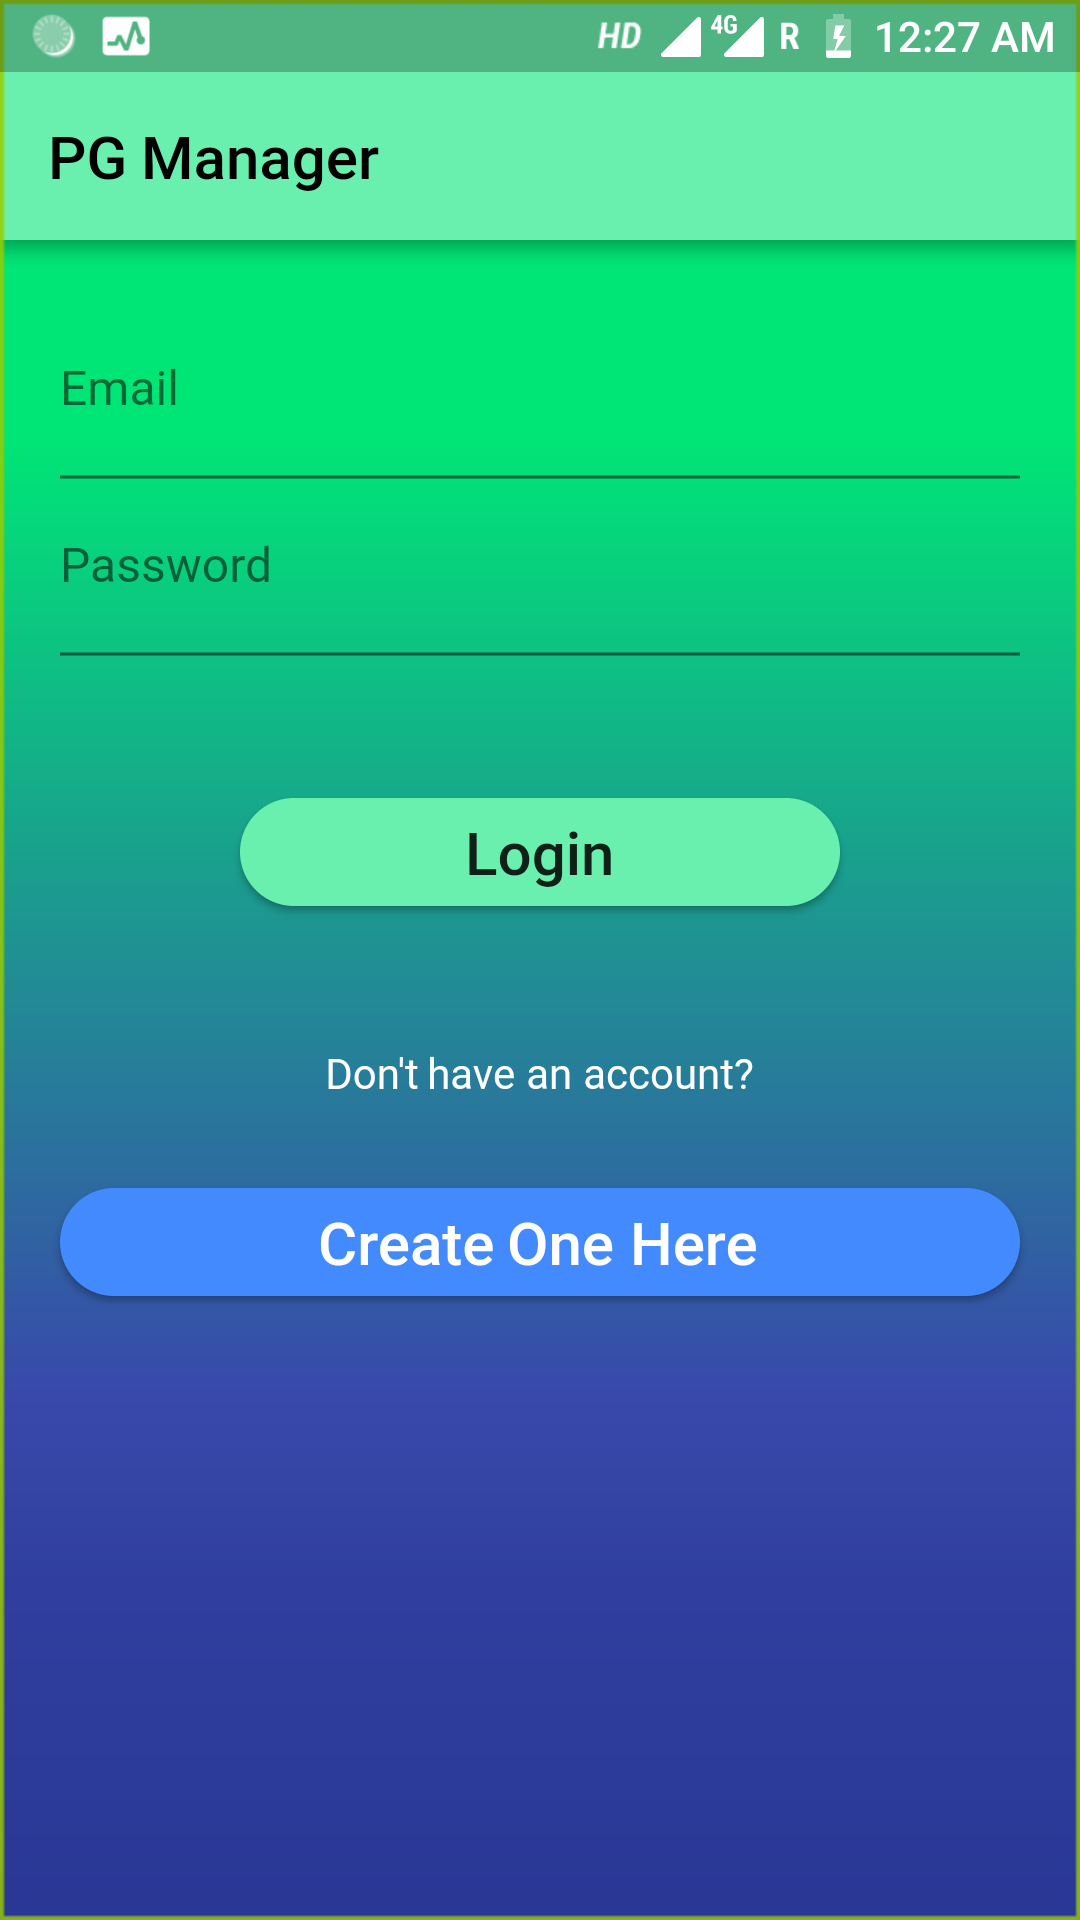 HD 4G R 12:27 AM
PG Manager
Email
Password
Login
Don't have an account?
Create One Here